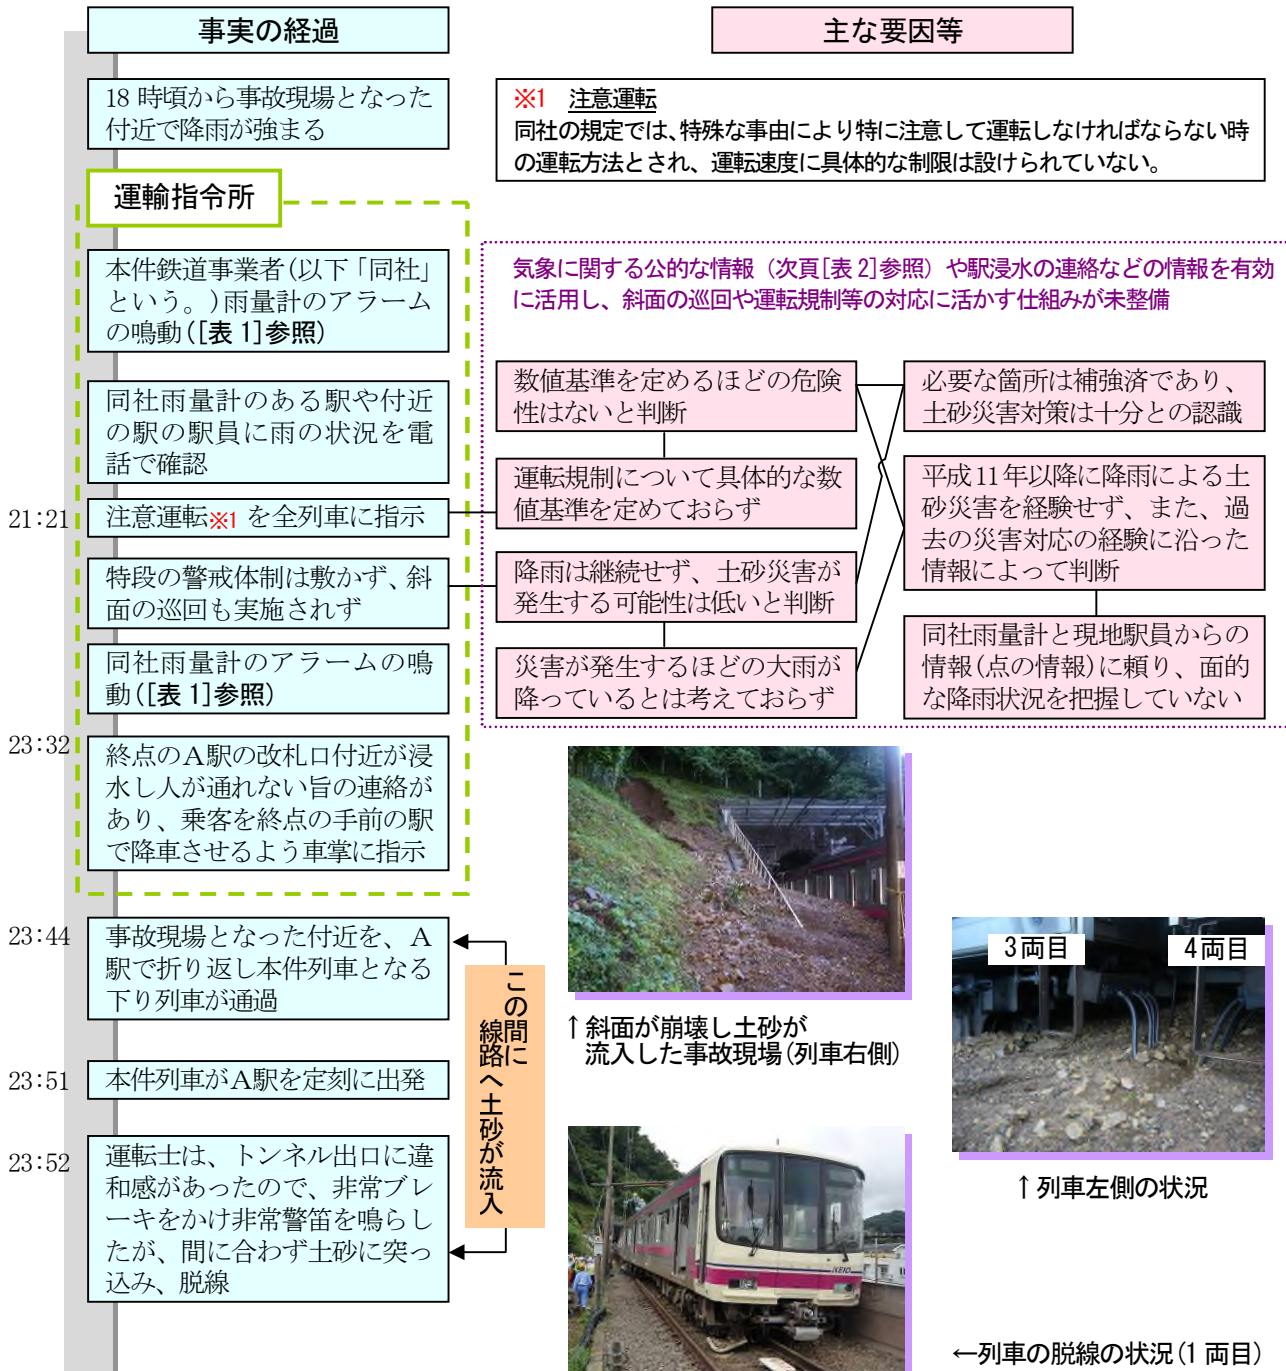 事実の経過
主な要因等
18 時頃から事故現場となった
付近で降雨が強まる
※1 注意運転
同社の規定では、特殊な事由により特に注意して運転しなければならない時
の運転方法とされ、運転速度に具体的な制限は設けられていない。
運輸指令所
本件鉄道事業者(以下「同社」
という。)雨量計のアラーム
の鳴動([表 1]参照)
気象に関する公的な情報（次頁[表 2]参照）や駅浸水の連絡などの情報を有効
に活用し、斜面の巡回や運転規制等の対応に活かす仕組みが未整備
同社雨量計のある駅や付近
の駅の駅員に雨の状況を電
話で確認
数値基準を定めるほどの危険
性はないと判断
必要な箇所は補強済であり、
土砂災害対策は十分との認識
21:21
注意運転※1 を全列車に指示
運転規制について具体的な数
値基準を定めておらず
平成11年以降に降雨による土
砂災害を経験せず、また、過
去の災害対応の経験に沿った
情報によって判断
特段の警戒体制は敷かず、斜
面の巡回も実施されず
降雨は継続せず、土砂災害が
発生する可能性は低いと判断
同社雨量計のアラームの鳴
動([表 1]参照)
災害が発生するほどの大雨が
降っているとは考えておらず
同社雨量計と現地駅員からの
情報(点の情報)に頼り、面的
な降雨状況を把握していない
23:32
終点のA駅の改札口付近が浸
水し人が通れない旨の連絡が
あり、乗客を終点の手前の駅
で降車させるよう車掌に指示
23:44
事故現場となった付近を、A
駅で折り返し本件列車となる
下り列車が通過
この間に
線路へ土砂が流入
↑斜面が崩壊し土砂が
流入した事故現場(列車右側)
3両目
4両目
↑列車左側の状況
23:51
本件列車がA駅を定刻に出発
23:52
運転士は、トンネル出口に違
和感があったので、非常ブレ
ーキをかけ非常警笛を鳴らし
たが、間に合わず土砂に突っ
込み、脱線
KEIO
←列車の脱線の状況(1 両目)